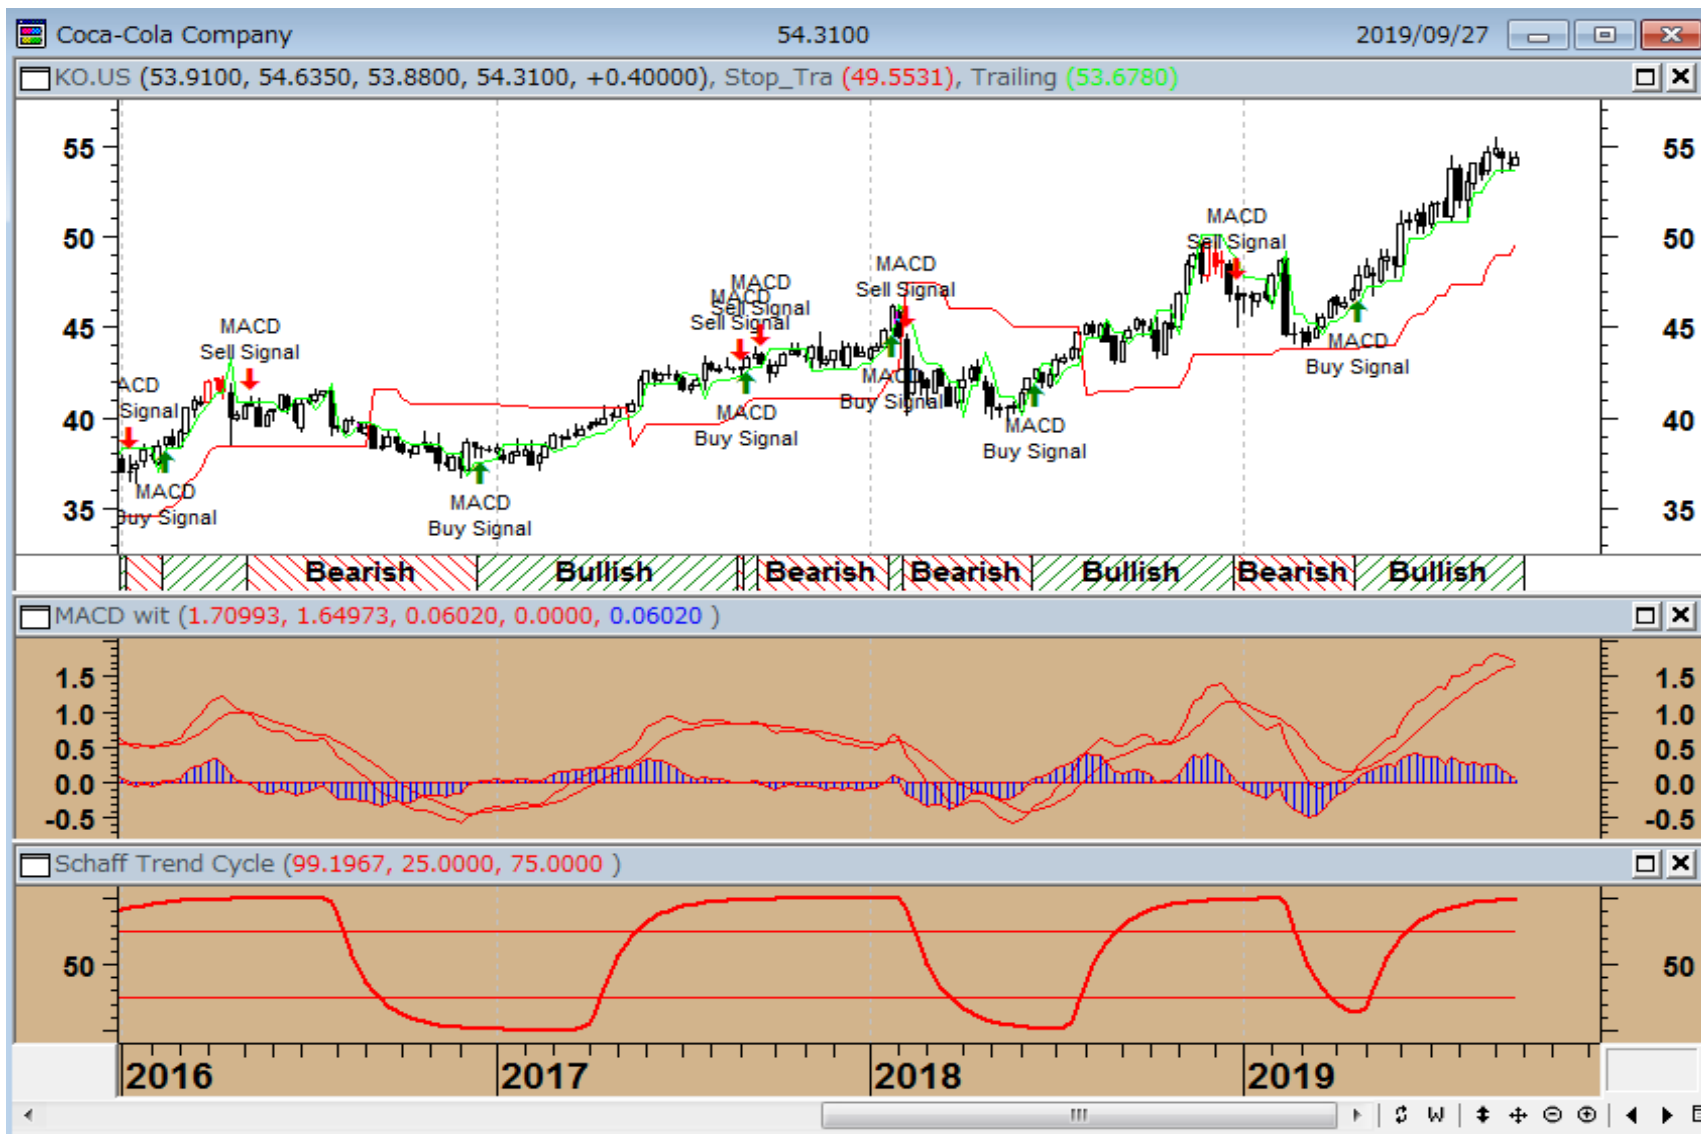 Coca-Cola Company 54.3100 2019/09/27
KO.US (53.9100, 54.6350, 53.8800, 54.3100, +0.40000), Stop_Tra (49.5531), Trailing (53.6780)
55 55
50 50
45 45
40 40
35 35
ACD
Signal
MACD
Buy Signal
MACD
Sell Signal
MACD
Buy Signal
MACD
Sell Signal
MACD
Sell Signal
MACD
Buy Signal
MACD
Sell Signal
MACD
Buy Signal
MACD
Buy Signal
MACD
Sell Signal
MACD
Buy Signal
Bearish Bullish Bearish Bearish Bullish Bearish Bullish
MACD wit (1.70993, 1.64973, 0.06020, 0.0000, 0.06020 )
1.5 1.5
1.0 1.0
0.5 0.5
0.0 0.0
-0.5 -0.5
Schaff Trend Cycle (99.1967, 25.0000, 75.0000 )
50 50
2016 2017 2018 2019